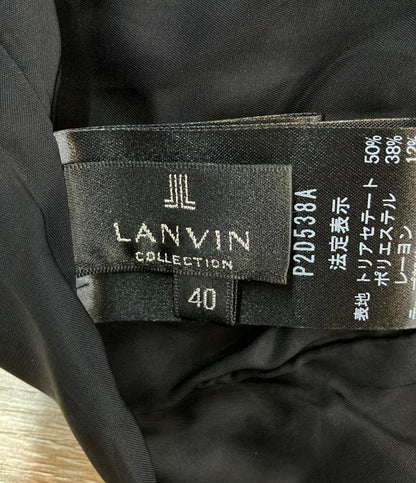 LANVIN
COLLECTION
40
P2D538A
法定表示
表地 トリアセテート 50%
ポリエステル 38%
レーヨン 12%